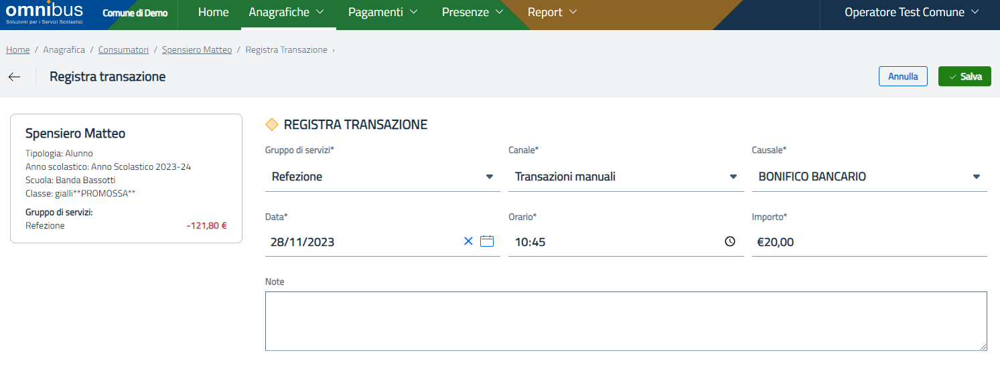 omnibus
Soluzioni per i Servizi Scolastici
Comune di Demo
Home Anagrafiche Pagamenti Presenze Report Operatore Test Comune
Home / Anagrafica / Consumatori / Spensiero Matteo / Registra Transazione ›
Registra transazione
Annulla
Salva
Spensiero Matteo
Tipologia: Alunno
Anno scolastico: Anno Scolastico 2023-24
Scuola: Banda Bassotti
Classe: gialli**PROMOSSA**
Gruppo di servizi:
Refezione -121,80 €
REGISTRA TRANSAZIONE
Gruppo di servizi* Canale* Causale*
Refezione Transazioni manuali BONIFICO BANCARIO
Data* Orario* Importo*
28/11/2023 10:45 €20,00
Note